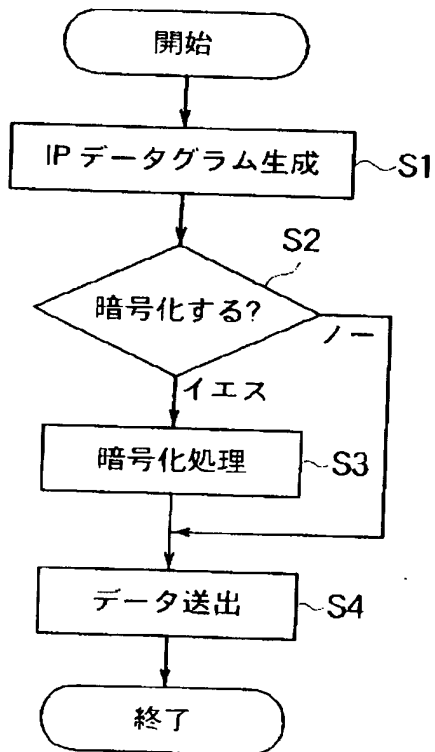 開始
IP データグラム生成
S1
S2
暗号化する?
ノー
イエス
暗号化処理
S3
データ送出
S4
終了